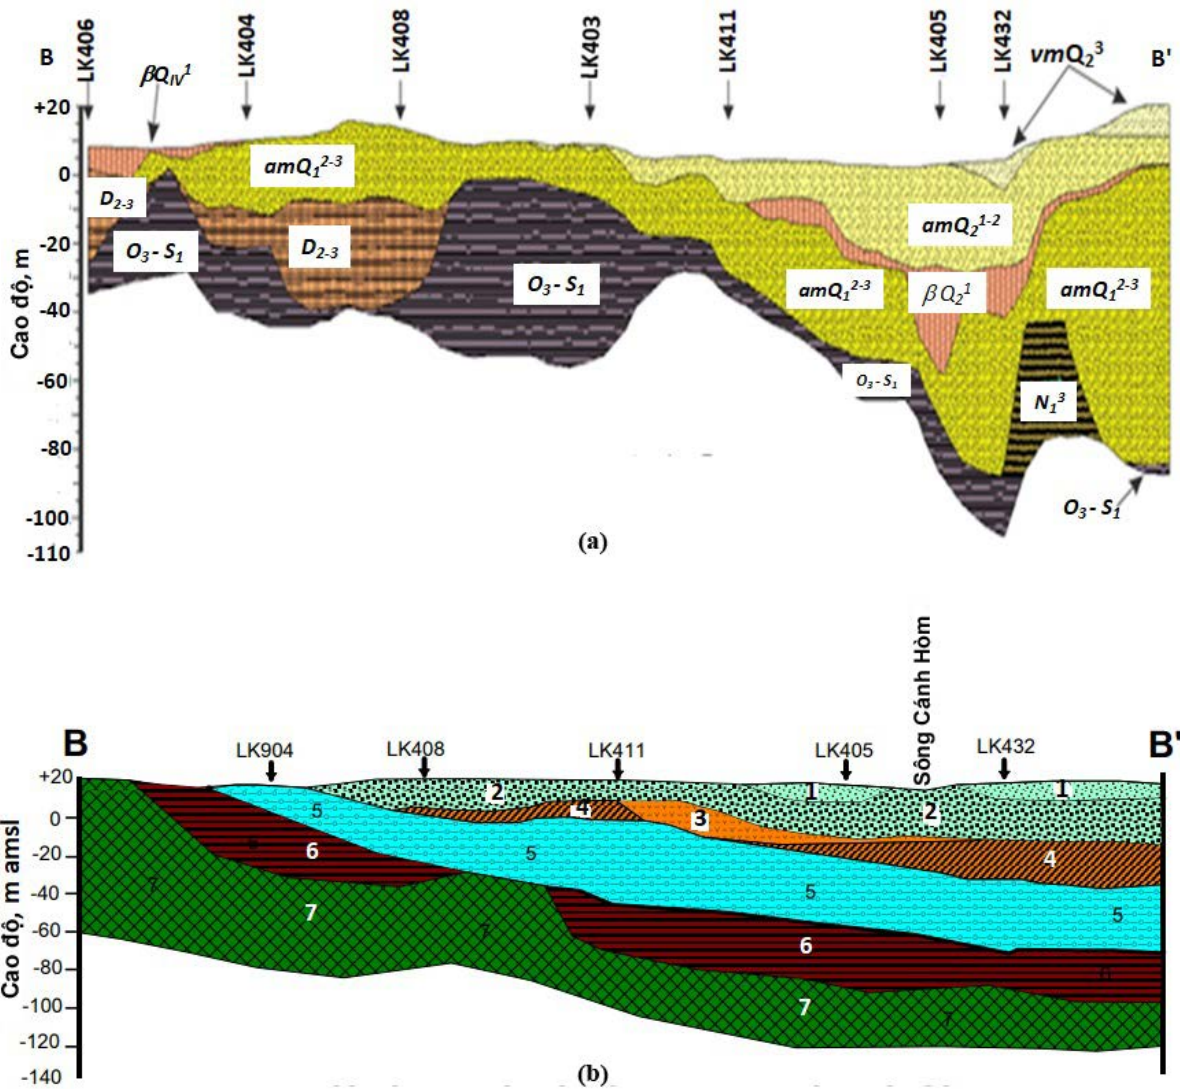 B
LK406
LK404
LK408
LK403
LK411
LK405
LK432
B'
βQIV1
vmQ23
+20
0
-20
-40
-60
-80
-100
-110
Cao độ, m
amQ12-3
D2-3
O3- S1
D2-3
O3- S1
amQ21-2
amQ12-3
βQ21
amQ12-3
O3- S1
N13
O3- S1
(a)
Sông Cánh Hòm
B
LK904
LK408
LK411
LK405
LK432
B'
+20
0
-20
-40
-60
-80
-100
-120
-140
Cao độ, m amsl
2
1
1
5
4
3
2
6
5
4
5
5
7
7
6
6
7
7
7
(b)